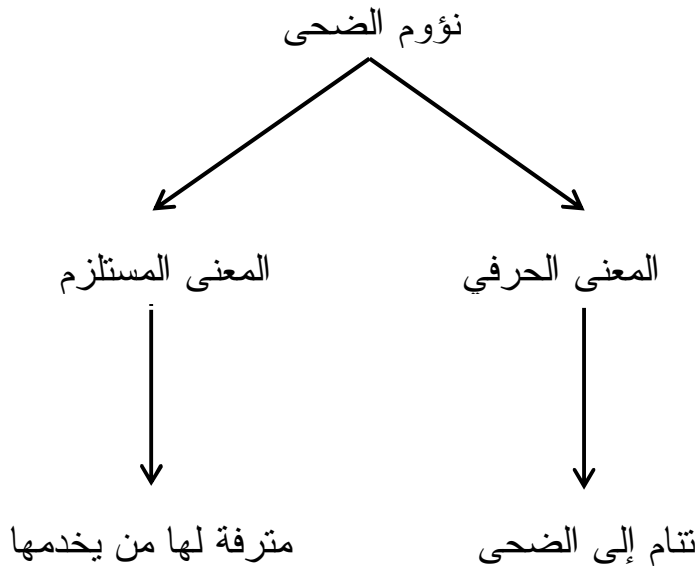 نؤوم الضحى
المعنى الحرفي
المعنى المستلزم
تنام إلى الضحى
مترفة لها من يخدمها